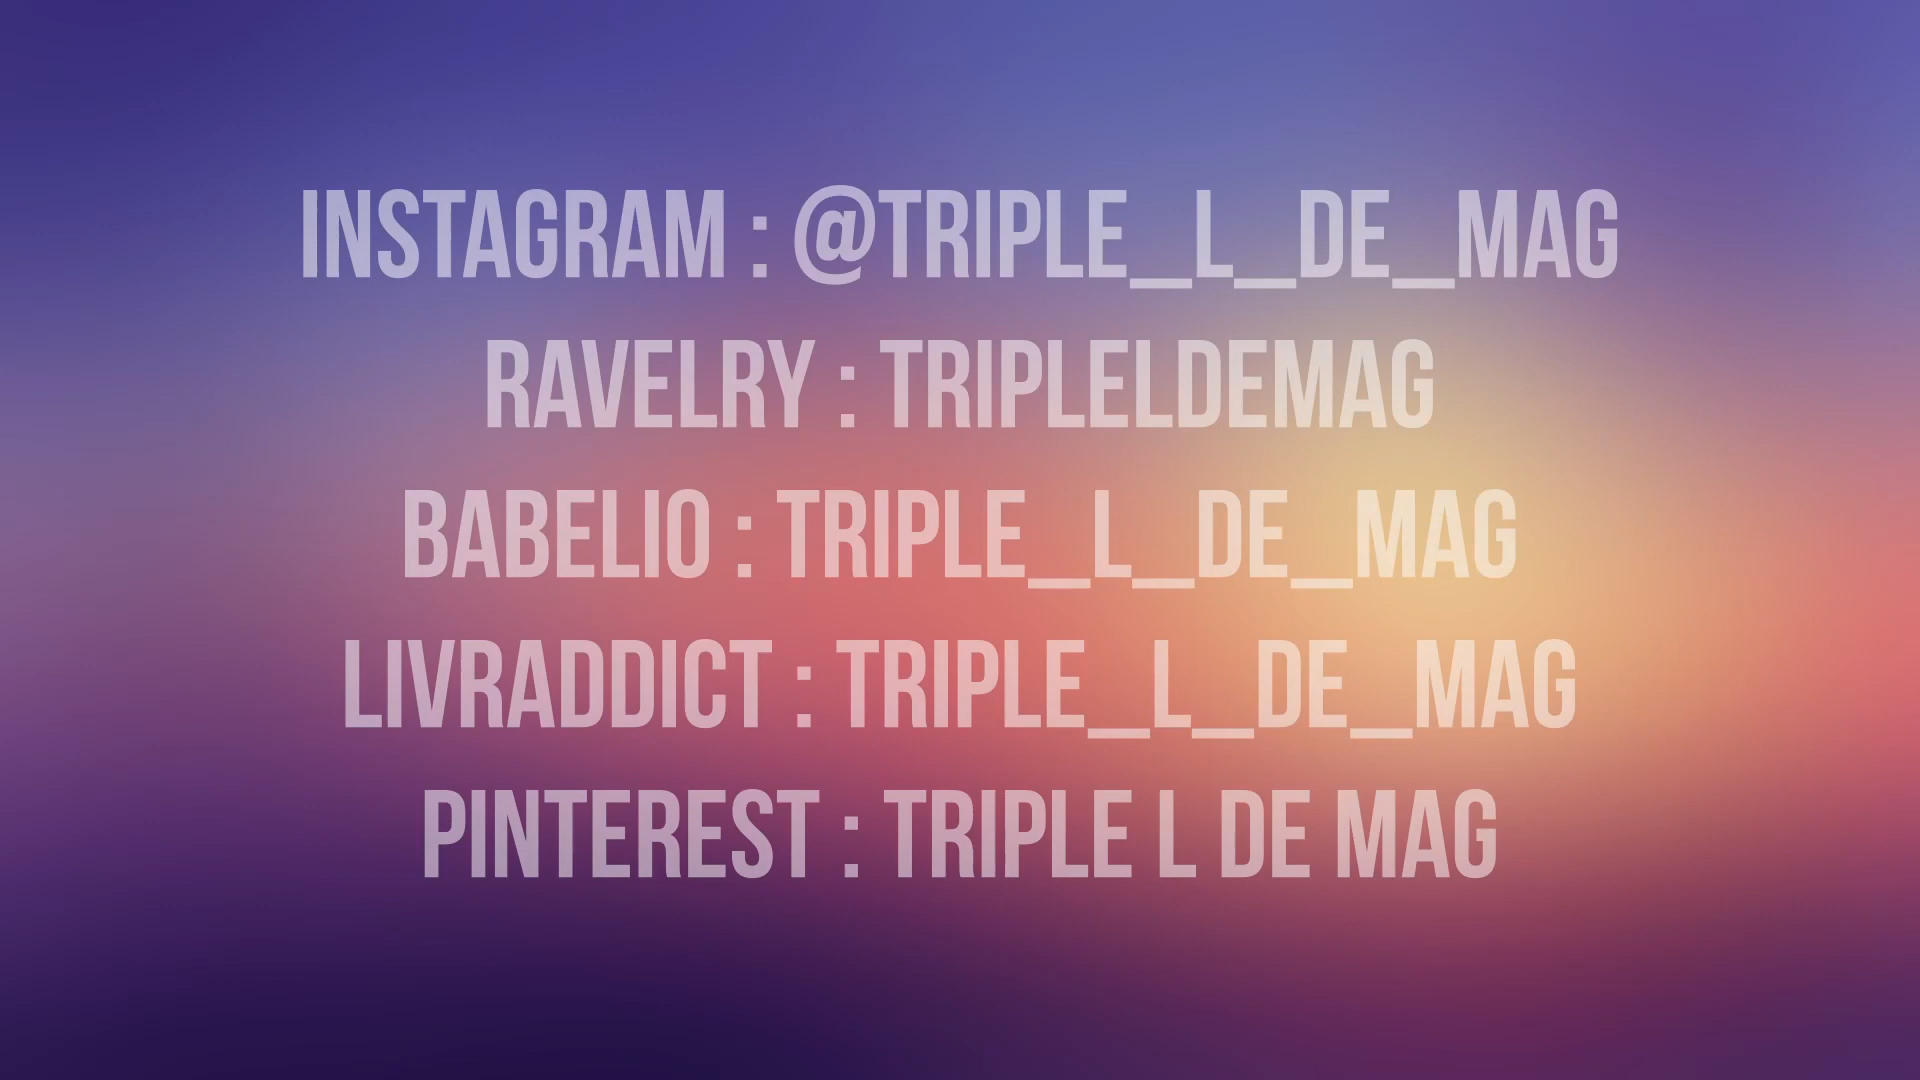 INSTAGRAM : @TRIPLE_L_DE_MAG
RAVELRY : TRIPLELDEMAG
BABELIO : TRIPLE_L_DE_MAG
LIVRADDICT : TRIPLE_L_DE_MAG
PINTEREST : TRIPLE L DE MAG